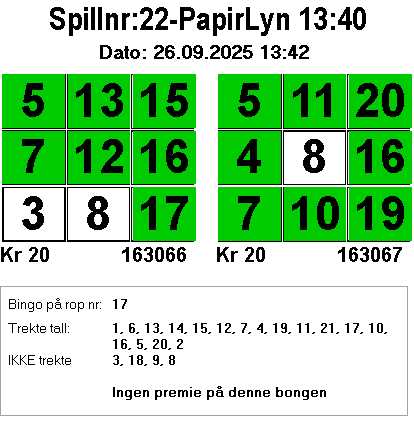 Spillnr:22-PapirLyn 13:40
Dato: 26.09.2025 13:42
5 13 15 5 11 20
7 12 16 4 8 16
3 8 17 7 10 19
Kr 20 163066 Kr 20 163067
Bingo på rop nr: 17
Trekte tall: 1, 6, 13, 14, 15, 12, 7, 4, 19, 11, 21, 17, 10,
16, 5, 20, 2
IKKE trekte 3, 18, 9, 8
Ingen premie på denne bongen